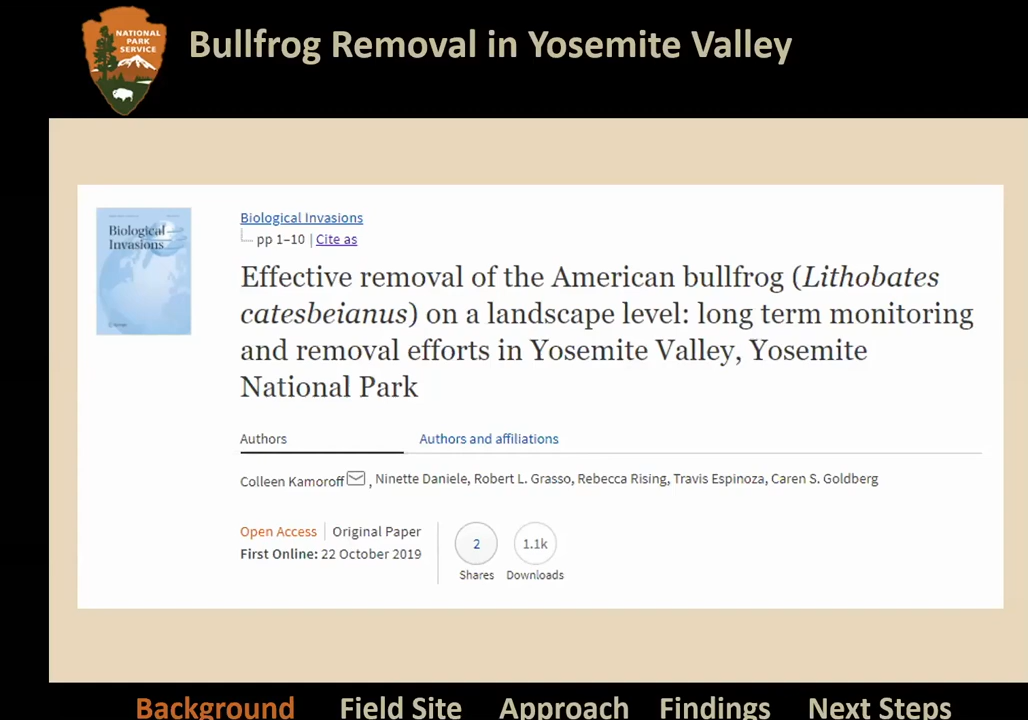 NATIONAL
PARK
SERVICE
Bullfrog Removal in Yosemite Valley
Biological
Invasions
Biological Invasions
pp 1–10 | Cite as
Effective removal of the American bullfrog (Lithobates
catesbeianus) on a landscape level: long term monitoring
and removal efforts in Yosemite Valley, Yosemite
National Park
Authors Authors and affiliations
Colleen Kamoroff , Ninette Daniele, Robert L. Grasso, Rebecca Rising, Travis Espinoza, Caren S. Goldberg
Open Access | Original Paper
First Online: 22 October 2019
2 1.1k
Shares Downloads
Background Field Site Approach Findings Next Steps